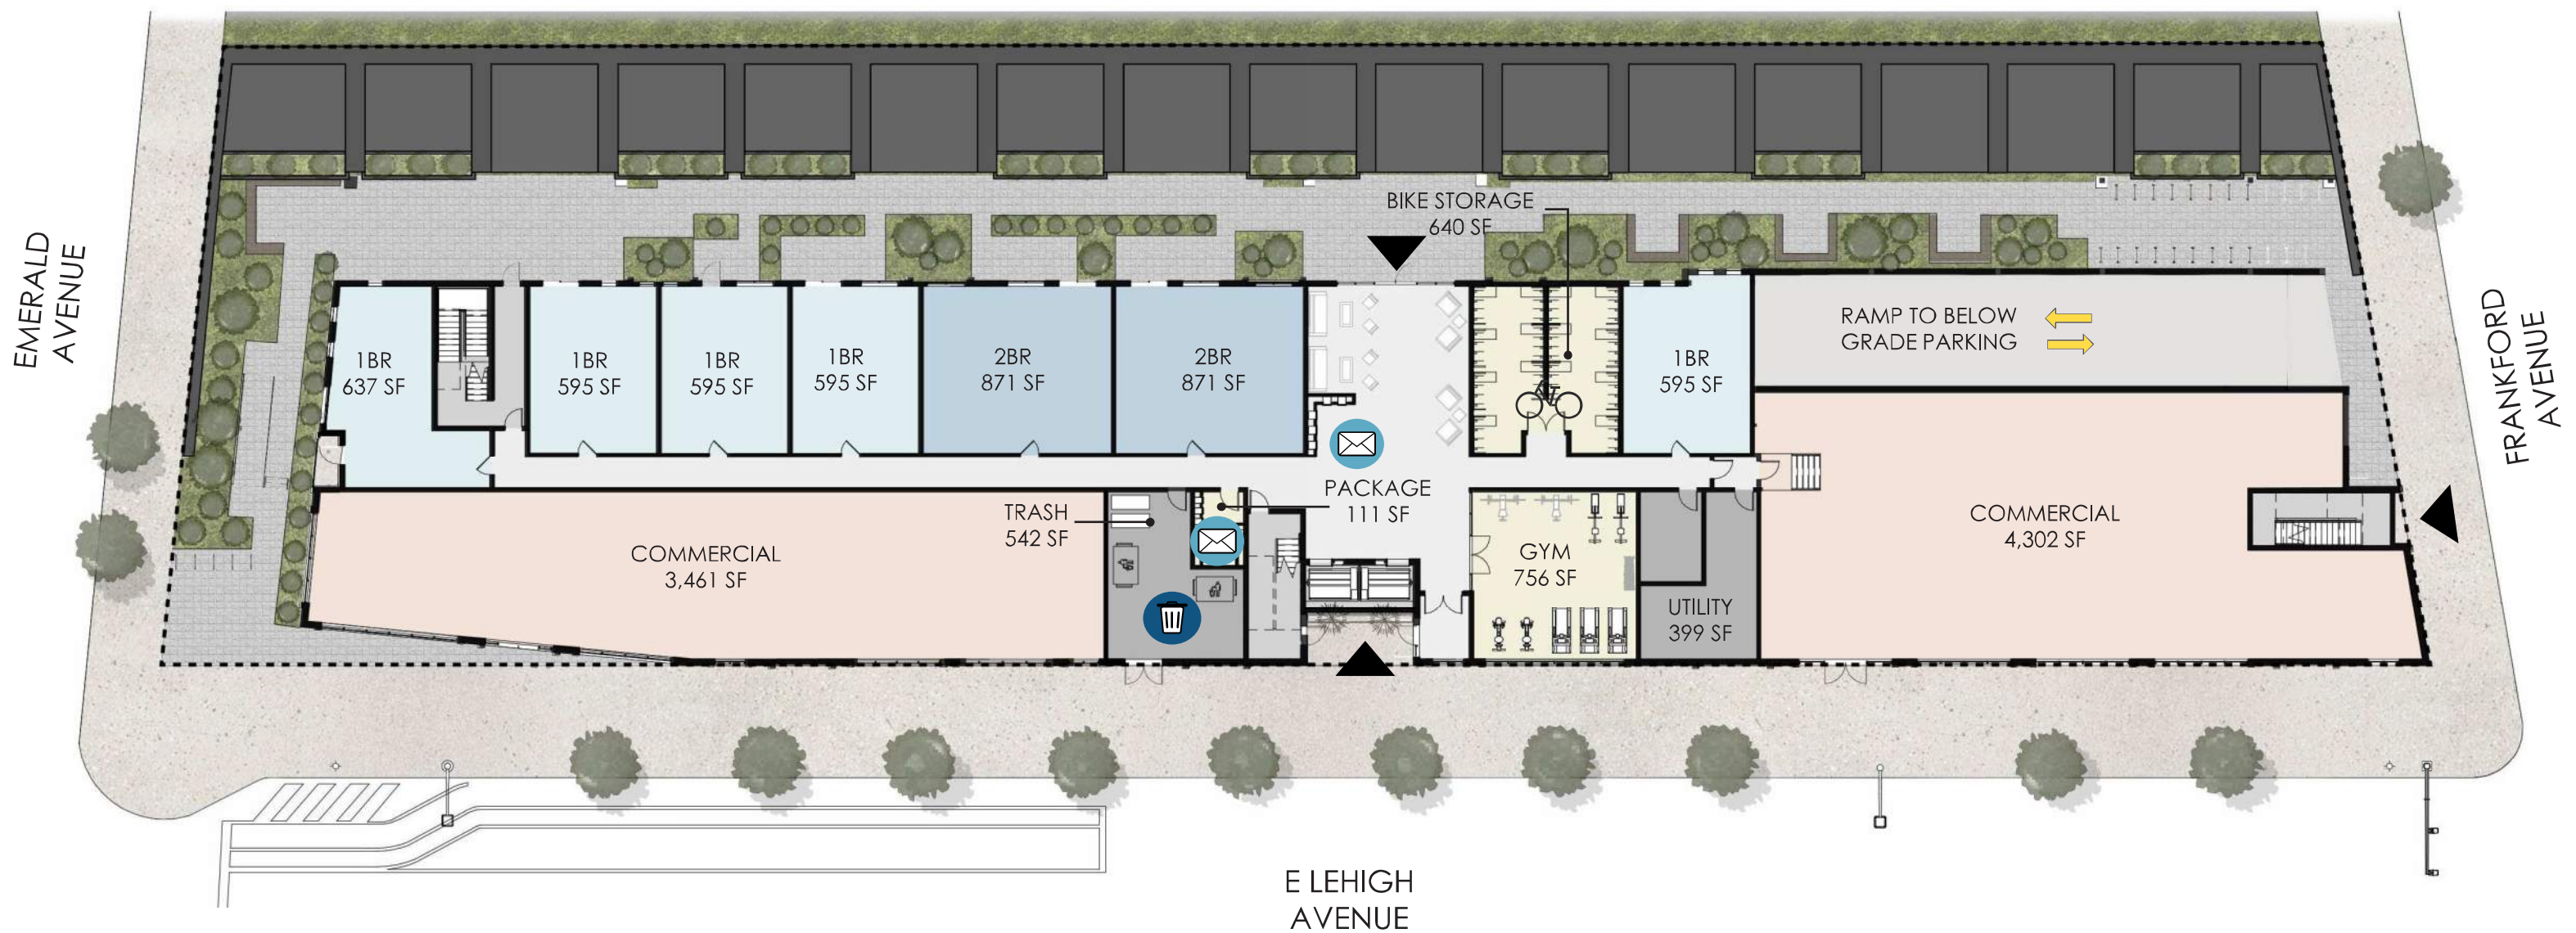 BIKE STORAGE
640 SF
EMERALD
AVENUE
1BR
637 SF
1BR
595 SF
1BR
595 SF
1BR
595 SF
2BR
871 SF
2BR
871 SF
1BR
595 SF
RAMP TO BELOW
GRADE PARKING
FRANKFORD
AVENUE
TRASH
542 SF
PACKAGE
111 SF
COMMERCIAL
3,461 SF
GYM
756 SF
UTILITY
399 SF
COMMERCIAL
4,302 SF
E LEHIGH
AVENUE